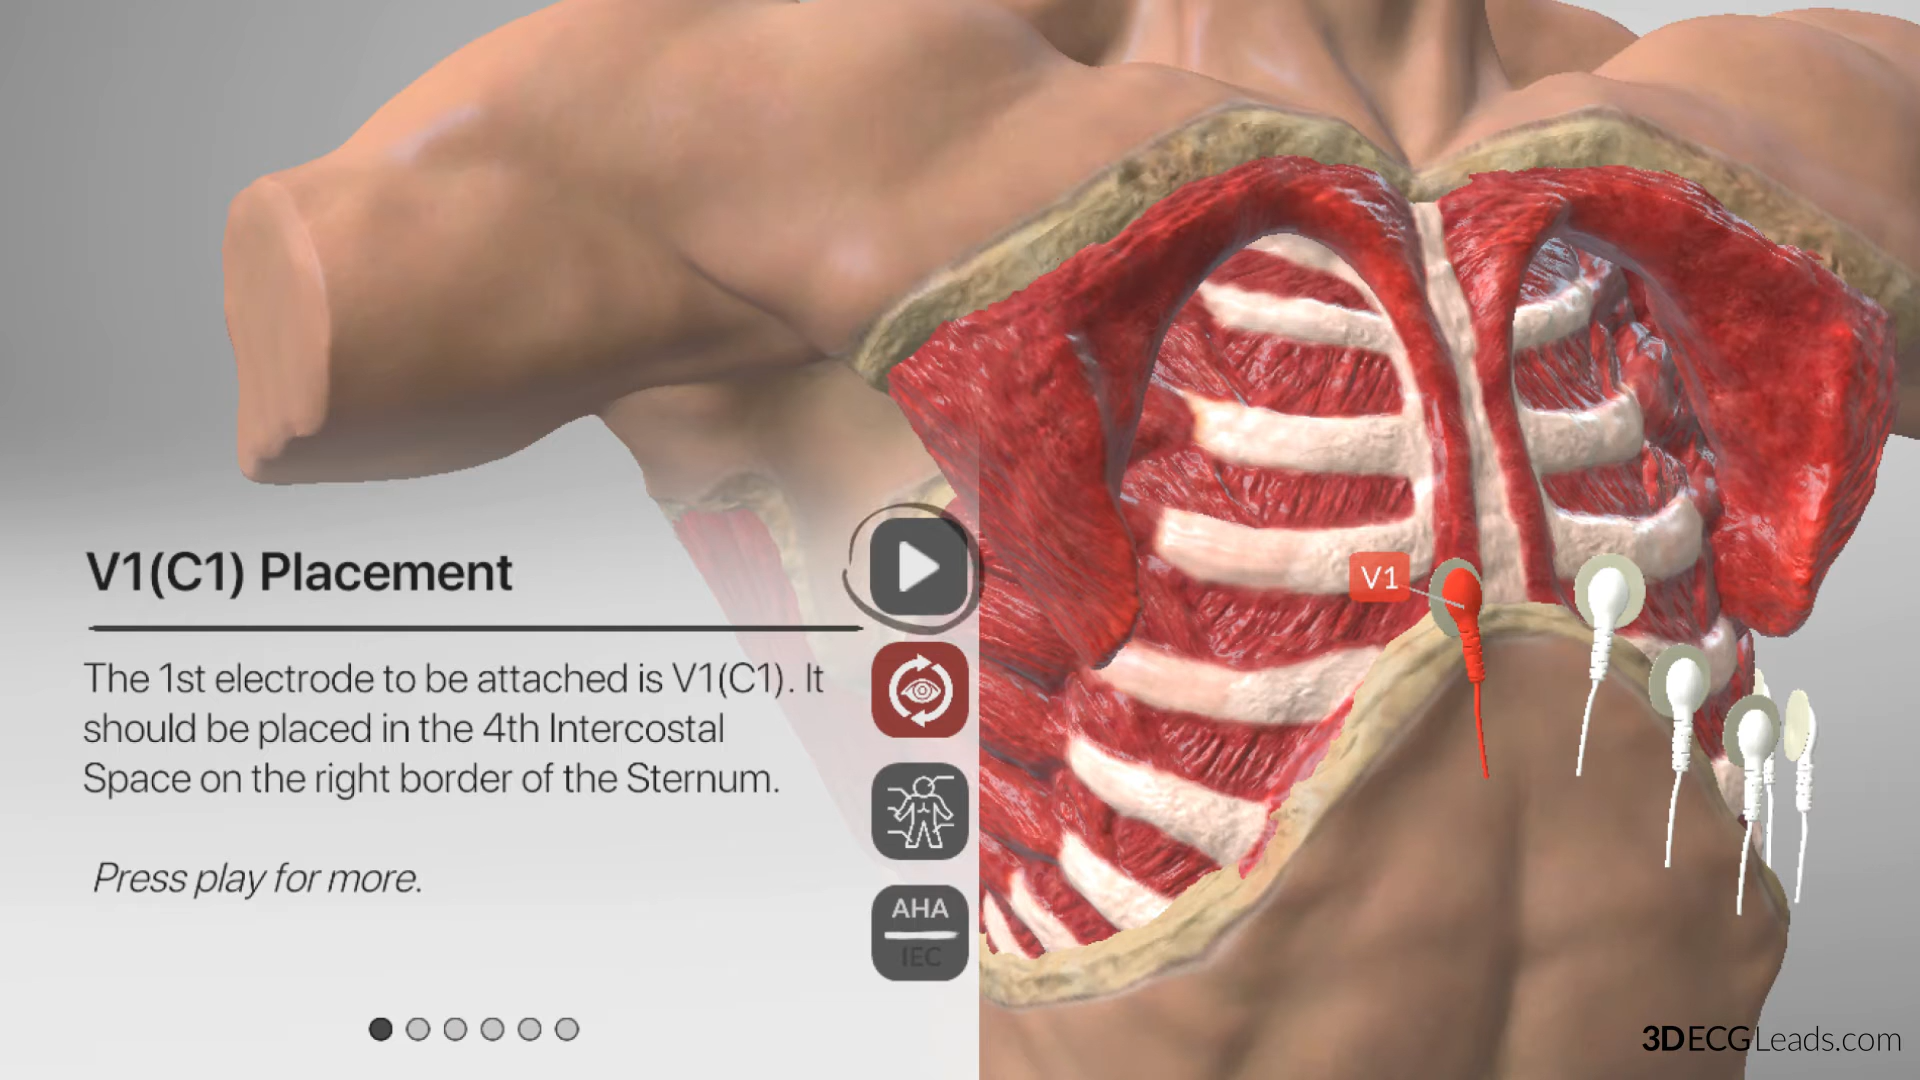 V1(C1) Placement
The 1st electrode to be attached is V1(C1). It
should be placed in the 4th Intercostal
Space on the right border of the Sternum.
Press play for more.
AHA
IEC
V1
3DECGLeads.com